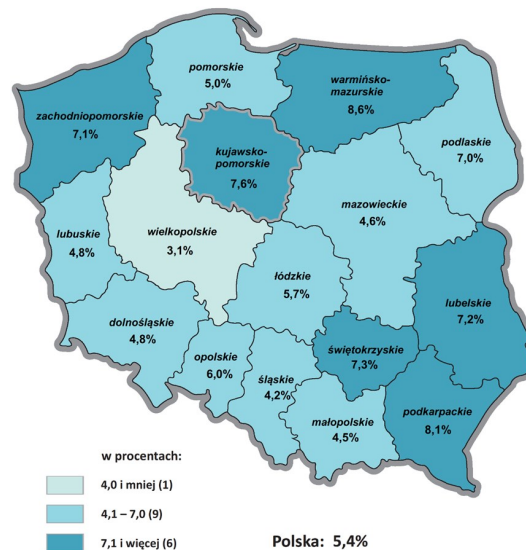 pomorskie
5,0%
warmińsko-
mazurskie
8,6%
zachodniopomorskie
7,1%
podlaskie
7,0%
kujawsko-
pomorskie
7,6%
mazowieckie
4,6%
lubuskie
4,8%
wielkopolskie
3,1%
łódzkie
5,7%
lubelskie
7,2%
dolnośląskie
4,8%
opolskie
6,0%
śląskie
4,2%
świętokrzyskie
7,3%
małopolskie
4,5%
podkarpackie
8,1%
w procentach:
4,0 i mniej (1)
4,1 – 7,0 (9)
7,1 i więcej (6)
Polska: 5,4%